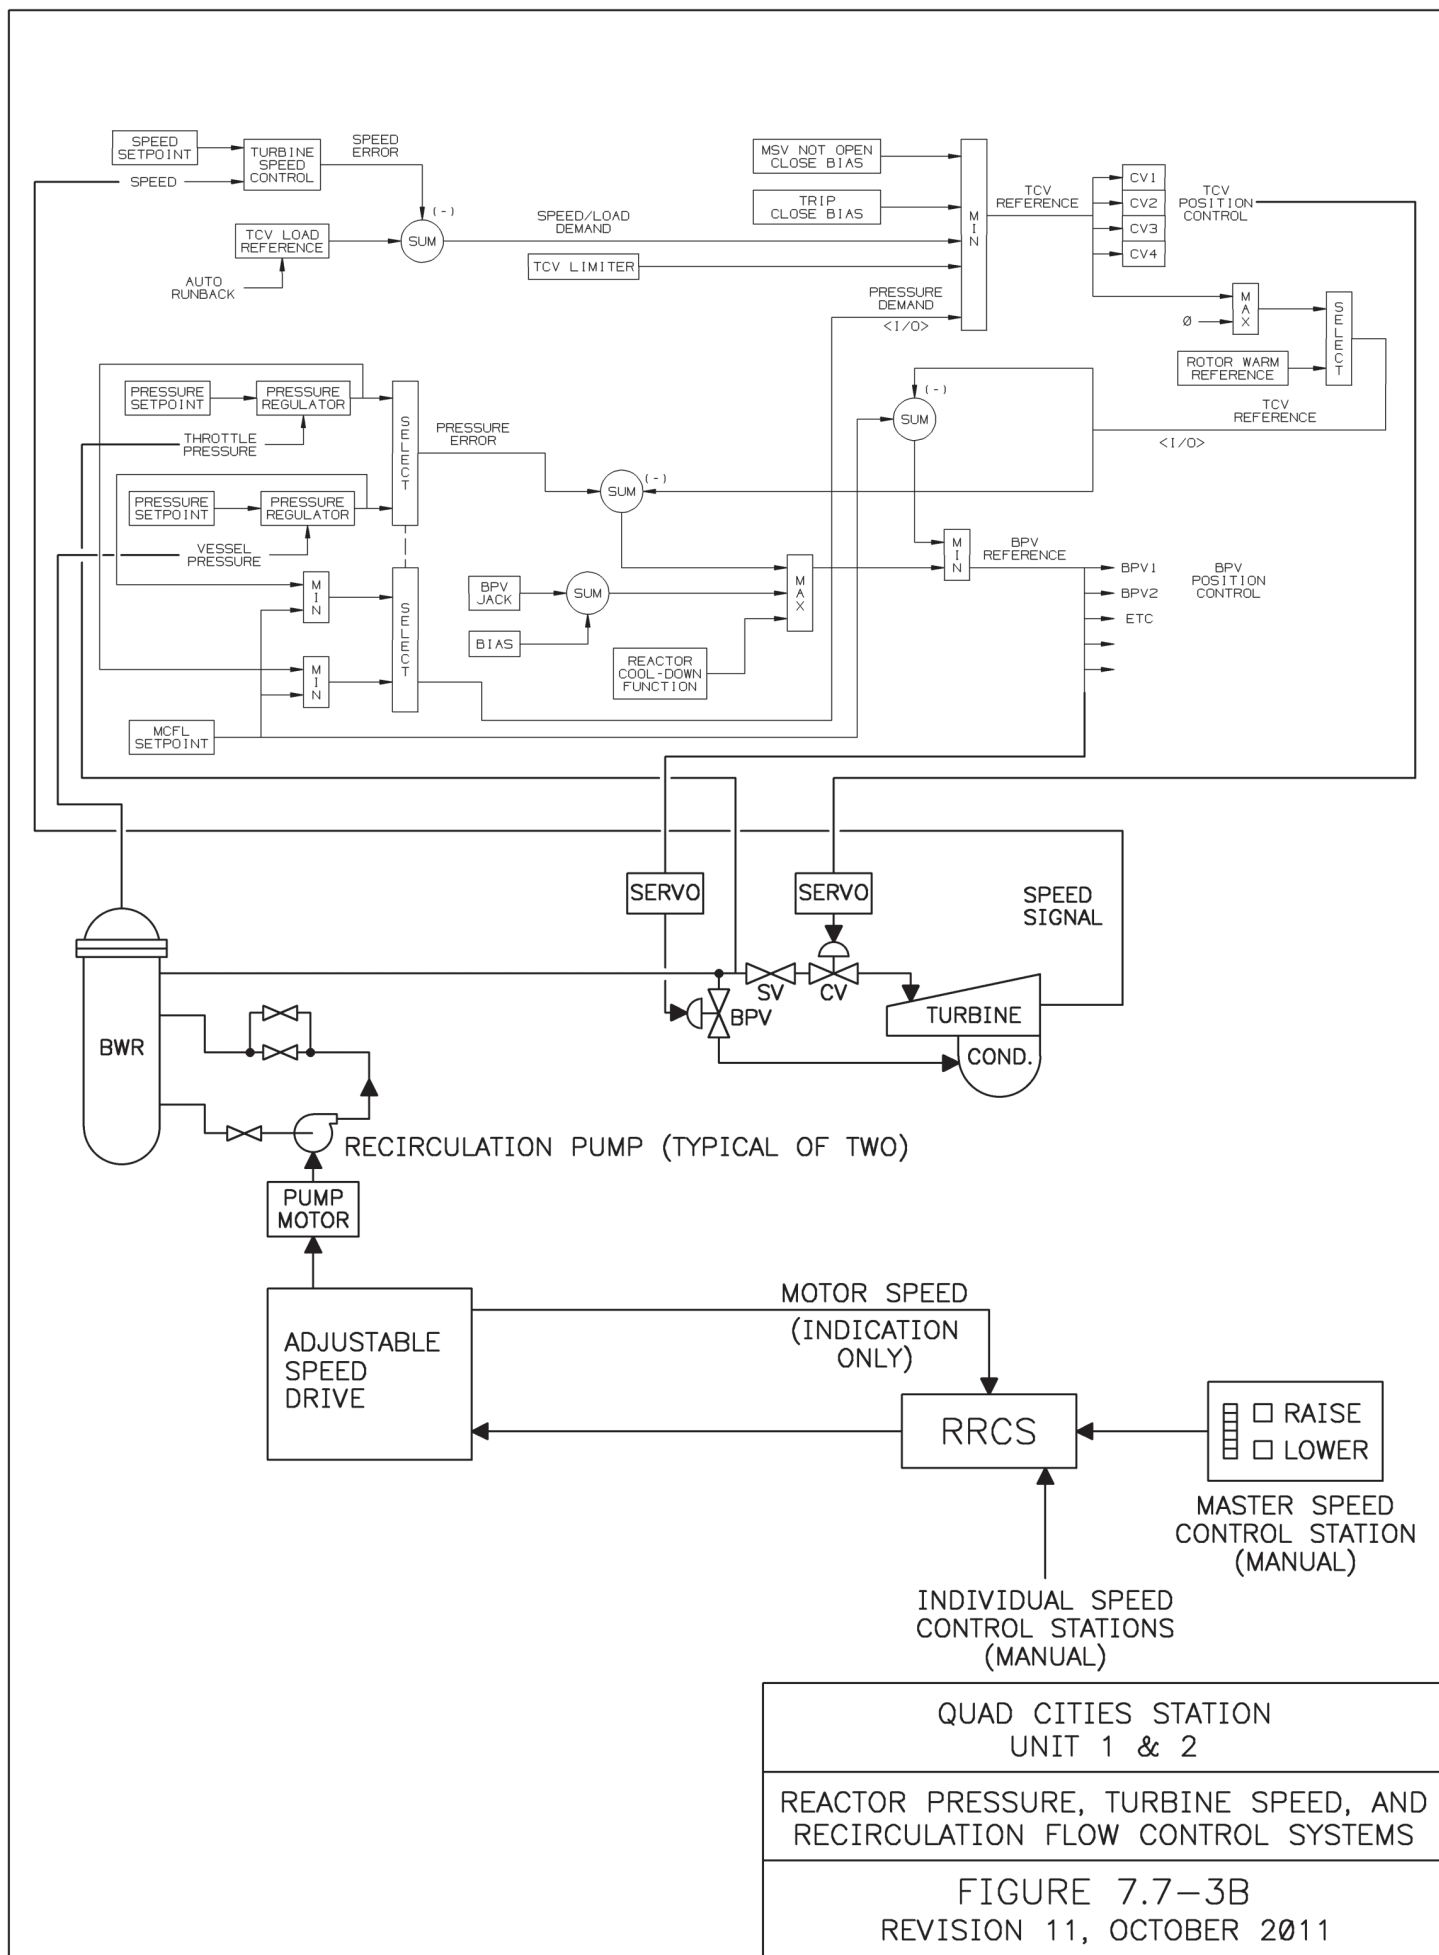 SPEED
SETPOINT
TURBINE
SPEED
CONTROL
SPEED
ERROR
SPEED
(-)
TCV LOAD
REFERENCE
SUM
AUTO
RUNBACK
SPEED/LOAD
DEMAND
TCV LIMITER
MSV NOT OPEN
CLOSE BIAS
TRIP
CLOSE BIAS
PRESSURE
DEMAND
<I/O>
MIN
TCV
REFERENCE
CV1
CV2
CV3
CV4
TCV
POSITION
CONTROL
Ø
MAX
SELECT
ROTOR WARM
REFERENCE
TCV
REFERENCE
<I/O>
PRESSURE
SETPOINT
PRESSURE
REGULATOR
THROTTLE
PRESSURE
PRESSURE
SETPOINT
PRESSURE
REGULATOR
VESSEL
PRESSURE
SELECT
PRESSURE
ERROR
SUM
(-)
SUM
(-)
MIN
MIN
SELECT
MCFL
SETPOINT
BPV
JACK
SUM
BIAS
REACTOR
COOL-DOWN
FUNCTION
MAX
MIN
BPV
REFERENCE
BPV1
BPV2
ETC
BPV
POSITION
CONTROL
SERVO
SERVO
SPEED
SIGNAL
SV
CV
BPV
TURBINE
COND.
BWR
RECIRCULATION PUMP (TYPICAL OF TWO)
PUMP
MOTOR
ADJUSTABLE
SPEED
DRIVE
MOTOR SPEED
(INDICATION
ONLY)
RRCS
RAISE
LOWER
MASTER SPEED
CONTROL STATION
(MANUAL)
INDIVIDUAL SPEED
CONTROL STATIONS
(MANUAL)
QUAD CITIES STATION
UNIT 1 & 2
REACTOR PRESSURE, TURBINE SPEED, AND
RECIRCULATION FLOW CONTROL SYSTEMS
FIGURE 7.7-3B
REVISION 11, OCTOBER 2011